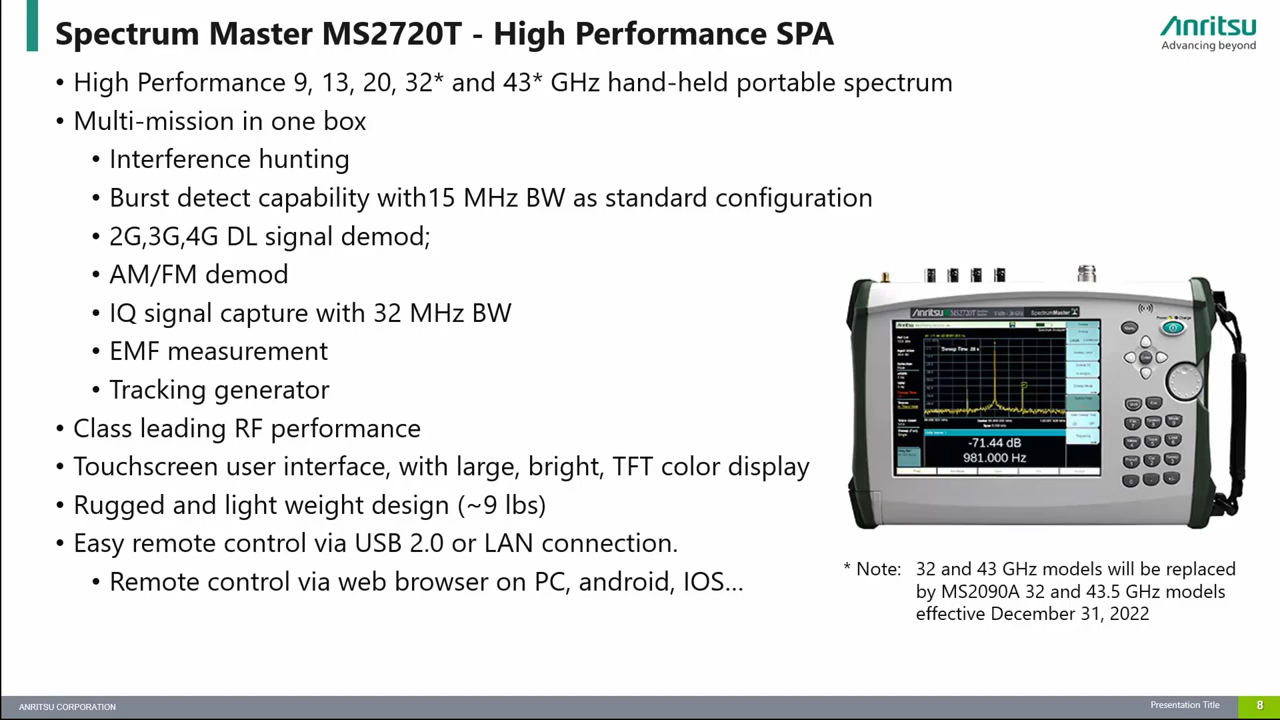 Spectrum Master MS2720T - High Performance SPA
Anritsu
Advancing beyond
• High Performance 9, 13, 20, 32* and 43* GHz hand-held portable spectrum
• Multi-mission in one box
• Interference hunting
• Burst detect capability with15 MHz BW as standard configuration
• 2G,3G,4G DL signal demod;
• AM/FM demod
• IQ signal capture with 32 MHz BW
• EMF measurement
• Tracking generator
• Class leading RF performance
• Touchscreen user interface, with large, bright, TFT color display
• Rugged and light weight design (~9 lbs)
• Easy remote control via USB 2.0 or LAN connection.
• Remote control via web browser on PC, android, IOS...
Anritsu MS2720T SpectrumMaster
Sweep Time
-71.44 dB
981.000 Hz
* Note: 32 and 43 GHz models will be replaced
by MS2090A 32 and 43.5 GHz models
effective December 31, 2022
ANRITSU CORPORATION
Presentation Title
8